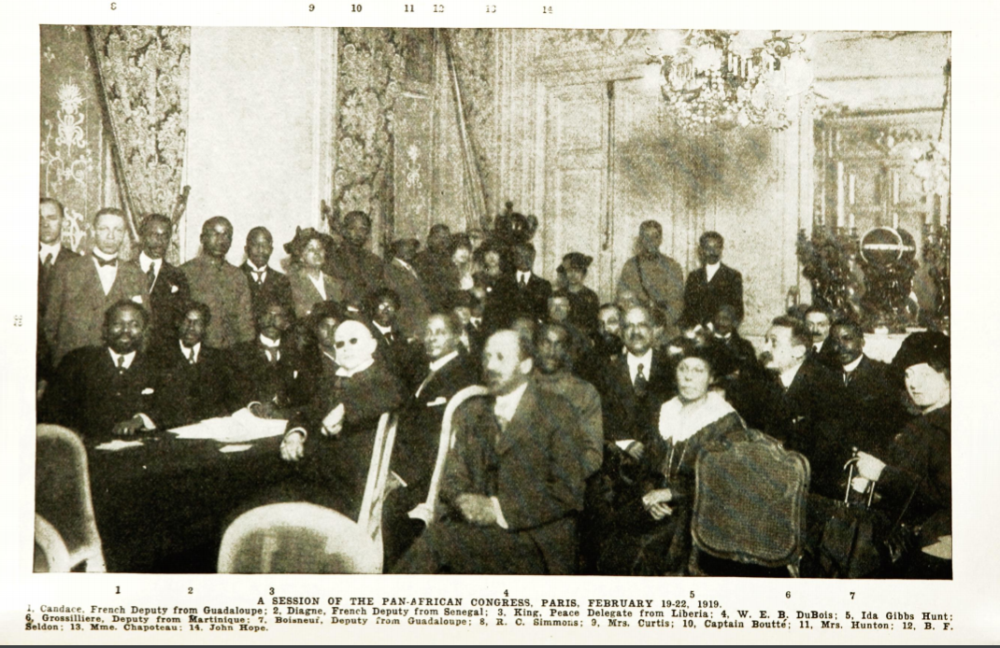 8 9 10 11 12 13 14
1 2 3 4 5 6 7
A SESSION OF THE PAN-AFRICAN CONGRESS, PARIS, FEBRUARY 19-22, 1919.
1, Candace, French Deputy from Guadaloupe; 2, Diagne, French Deputy from Senegal; 3, King, Peace Delegate from Liberia; 4, W. E. B. DuBois; 5, Ida Gibbs Hunt;
6, Grossilliere, Deputy from Martinique; 7, Boisneuf, Deputy from Guadaloupe; 8, R. C. Simmons; 9, Mrs. Curtis; 10, Captain Boutté; 11, Mrs. Hunton; 12, B. F.
Seldon; 13, Mme. Chapoteau; 14, John Hope.